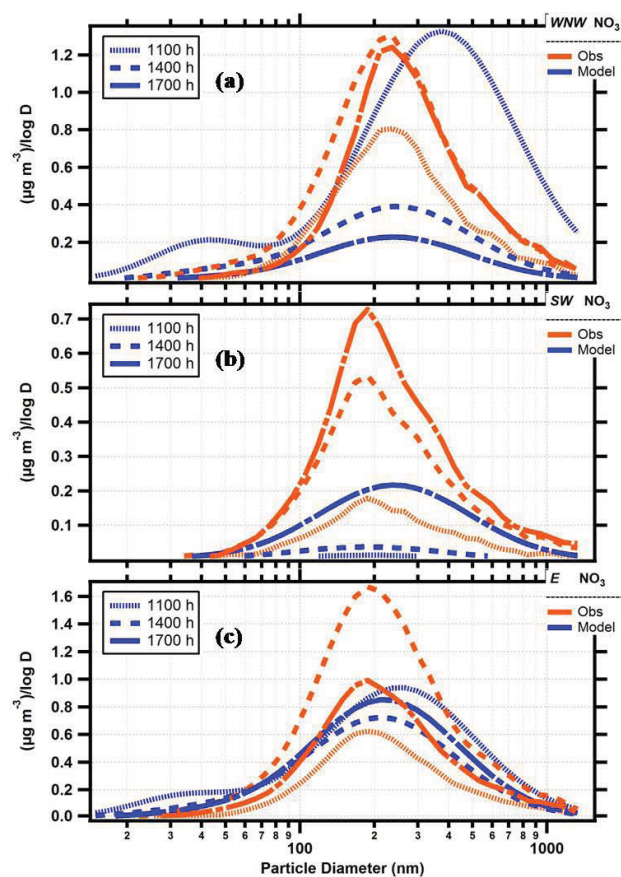 WNW NO3
Obs
Model
1100 h
1400 h
1700 h
(a)
(µg m⁻³)/log D
1.2
1.0
0.8
0.6
0.4
0.2
SW NO3
Obs
Model
1100 h
1400 h
1700 h
(b)
(µg m⁻³)/log D
0.7
0.6
0.5
0.4
0.3
0.2
0.1
E NO3
Obs
Model
1100 h
1400 h
1700 h
(c)
(µg m⁻³)/log D
1.6
1.4
1.2
1.0
0.8
0.6
0.4
0.2
0.0
2 3 4 5 6 7 8 9 100 2 3 4 5 6 7 8 9 1000
Particle Diameter (nm)